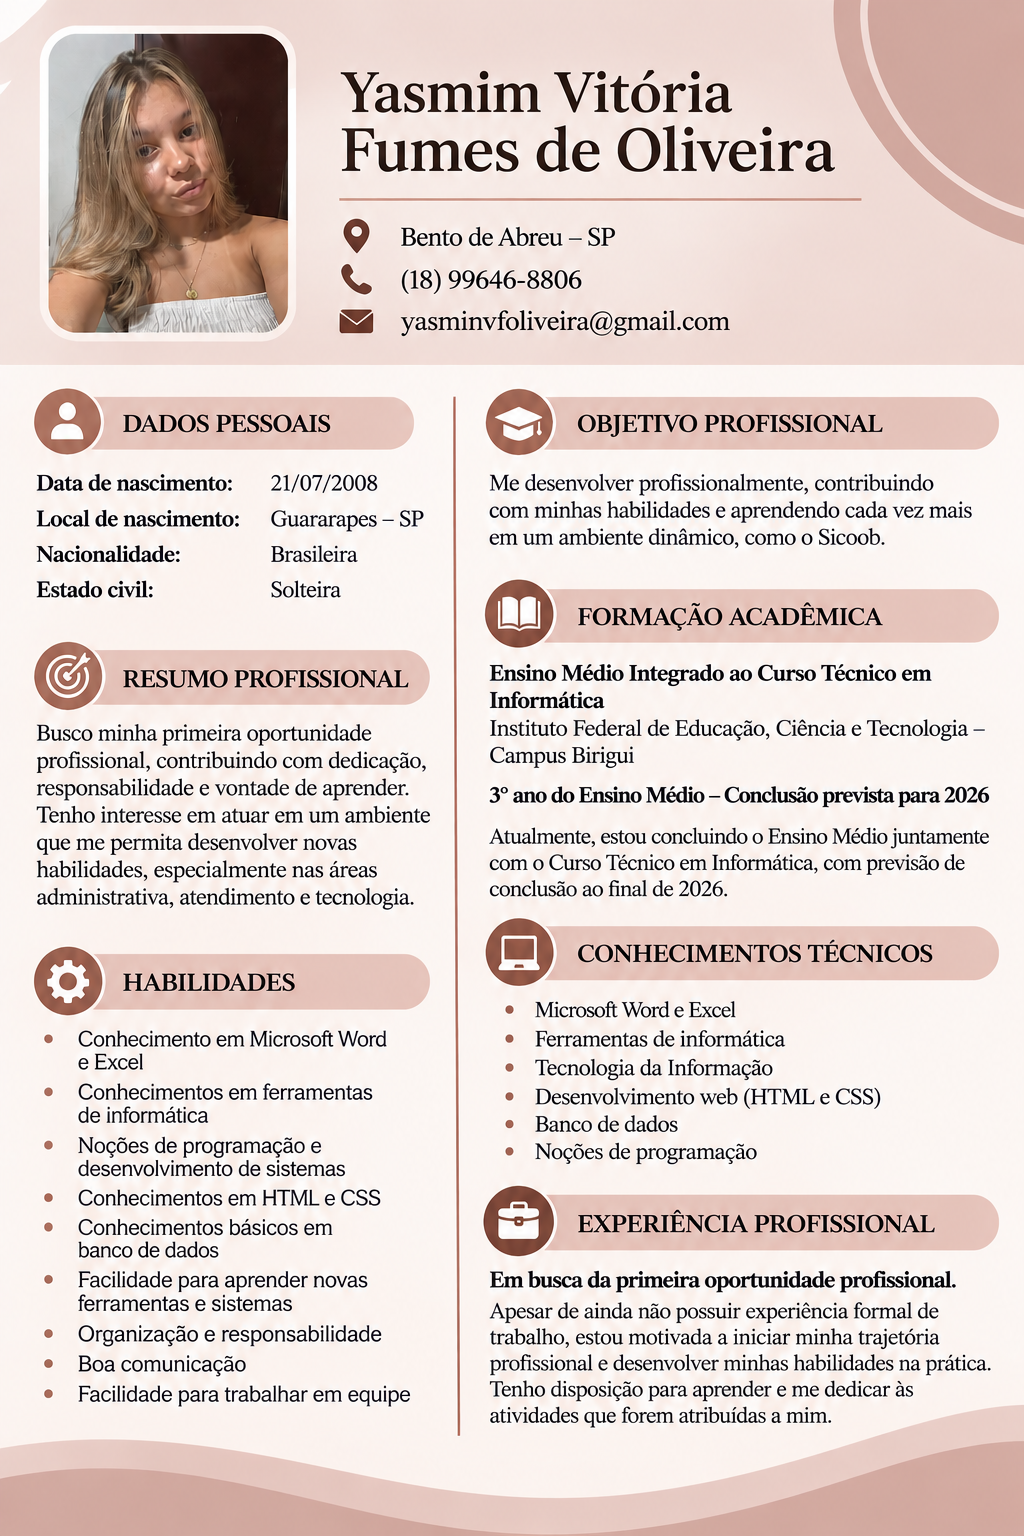 Yasmim Vitória
Fumes de Oliveira
Bento de Abreu – SP
(18) 99646-8806
yasminvfoliveira@gmail.com
DADOS PESSOAIS
Data de nascimento: 21/07/2008
Local de nascimento: Guararapes – SP
Nacionalidade: Brasileira
Estado civil: Solteira
RESUMO PROFISSIONAL
Busco minha primeira oportunidade
profissional, contribuindo com dedicação,
responsabilidade e vontade de aprender.
Tenho interesse em atuar em um ambiente
que me permita desenvolver novas
habilidades, especialmente nas áreas
administrativa, atendimento e tecnologia.
HABILIDADES
• Conhecimento em Microsoft Word
e Excel
• Conhecimentos em ferramentas
de informática
• Noções de programação e
desenvolvimento de sistemas
• Conhecimentos em HTML e CSS
• Conhecimentos básicos em
banco de dados
• Facilidade para aprender novas
ferramentas e sistemas
• Organização e responsabilidade
• Boa comunicação
• Facilidade para trabalhar em equipe
OBJETIVO PROFISSIONAL
Me desenvolver profissionalmente, contribuindo
com minhas habilidades e aprendendo cada vez mais
em um ambiente dinâmico, como o Sicoob.
FORMAÇÃO ACADÊMICA
Ensino Médio Integrado ao Curso Técnico em
Informática
Instituto Federal de Educação, Ciência e Tecnologia –
Campus Birigui
3º ano do Ensino Médio – Conclusão prevista para 2026
Atualmente, estou concluindo o Ensino Médio juntamente
com o Curso Técnico em Informática, com previsão de
conclusão ao final de 2026.
CONHECIMENTOS TÉCNICOS
• Microsoft Word e Excel
• Ferramentas de informática
• Tecnologia da Informação
• Desenvolvimento web (HTML e CSS)
• Banco de dados
• Noções de programação
EXPERIÊNCIA PROFISSIONAL
Em busca da primeira oportunidade profissional.
Apesar de ainda não possuir experiência formal de
trabalho, estou motivada a iniciar minha trajetória
profissional e desenvolver minhas habilidades na prática.
Tenho disposição para aprender e me dedicar às
atividades que forem atribuídas a mim.